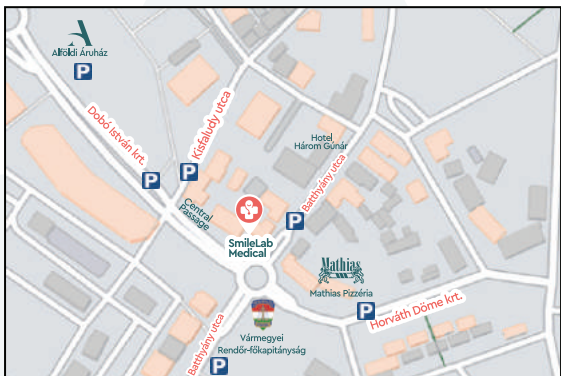 Alföldi Áruház
P
Dobó István krt.
Kisfaludy utca
P
P
Hotel
Három Gúnár
Batthyány utca
Central
Passage
P
SmileLab
Medical
Mathias
Mathias Pizzéria
P
Horváth Döme krt.
Vármegyei
Rendőr-főkapitányság
Batthyány utca
P